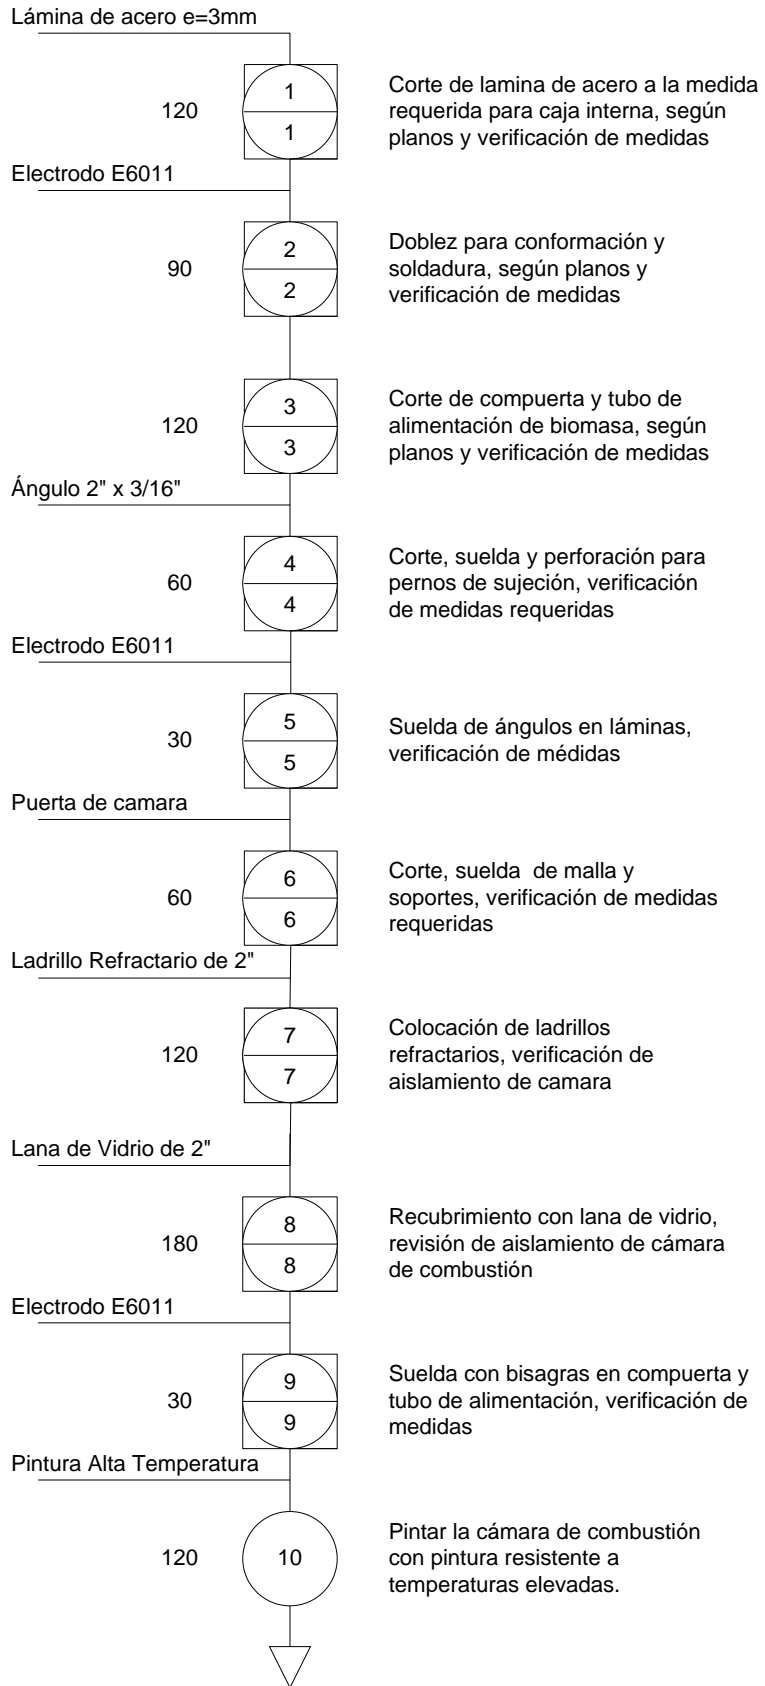 Lámina de acero e=3mm
120
1
1
Corte de lamina de acero a la medida
requerida para caja interna, según
planos y verificación de medidas
Electrodo E6011
90
2
2
Doblez para conformación y
soldadura, según planos y
verificación de medidas
120
3
3
Corte de compuerta y tubo de
alimentación de biomasa, según
planos y verificación de medidas
Ángulo 2" x 3/16"
60
4
4
Corte, suelda y perforación para
pernos de sujeción, verificación
de medidas requeridas
Electrodo E6011
30
5
5
Suelda de ángulos en láminas,
verificación de médidas
Puerta de camara
60
6
6
Corte, suelda  de malla y
soportes, verificación de medidas
requeridas
Ladrillo Refractario de 2"
120
7
7
Colocación de ladrillos
refractarios, verificación de
aislamiento de camara
Lana de Vidrio de 2"
180
8
8
Recubrimiento con lana de vidrio,
revisión de aislamiento de cámara
de combustión
Electrodo E6011
30
9
9
Suelda con bisagras en compuerta y
tubo de alimentación, verificación de
medidas
Pintura Alta Temperatura
120
10
Pintar la cámara de combustión
con pintura resistente a
temperaturas elevadas.